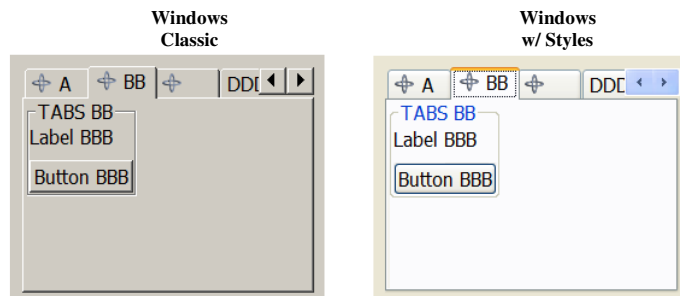 Windows
Classic
A BB DDD
TABS BB
Label BBB
Button BBB
Windows
w/ Styles
A BB DDD
TABS BB
Label BBB
Button BBB